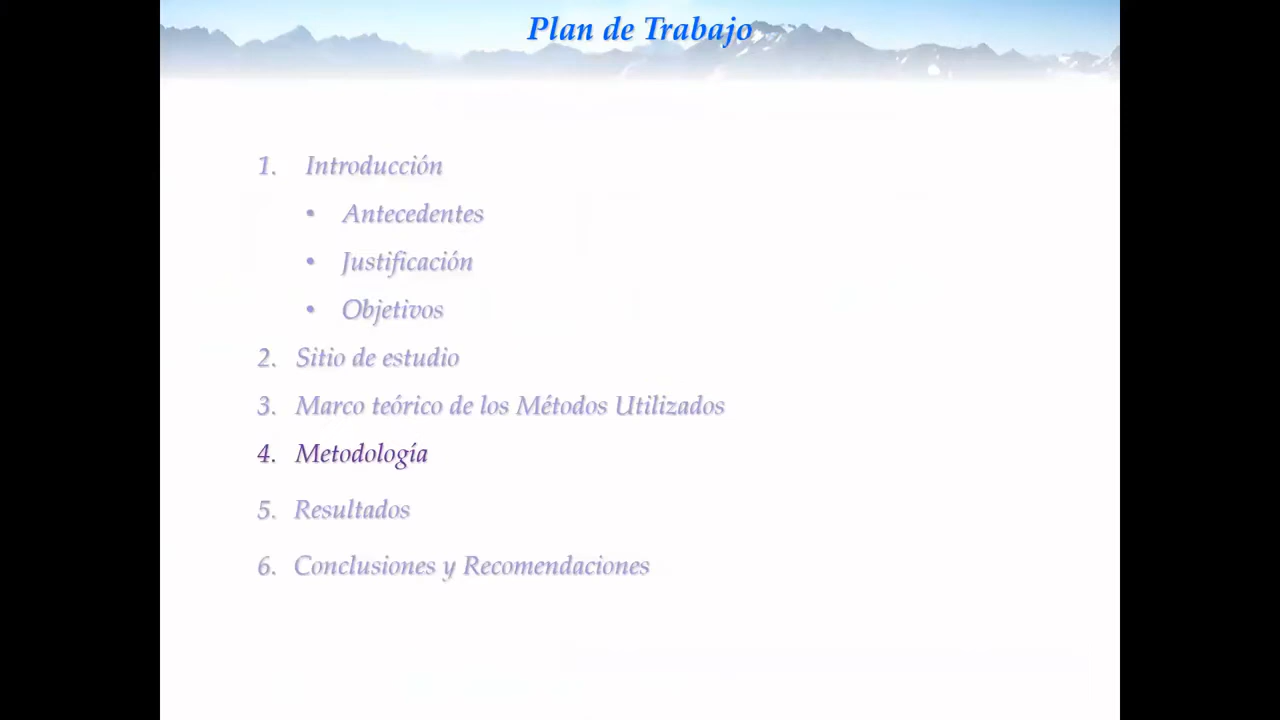 Plan de Trabajo
1. Introducción
• Antecedentes
• Justificación
• Objetivos
2. Sitio de estudio
3. Marco teórico de los Métodos Utilizados
4. Metodología
5. Resultados
6. Conclusiones y Recomendaciones